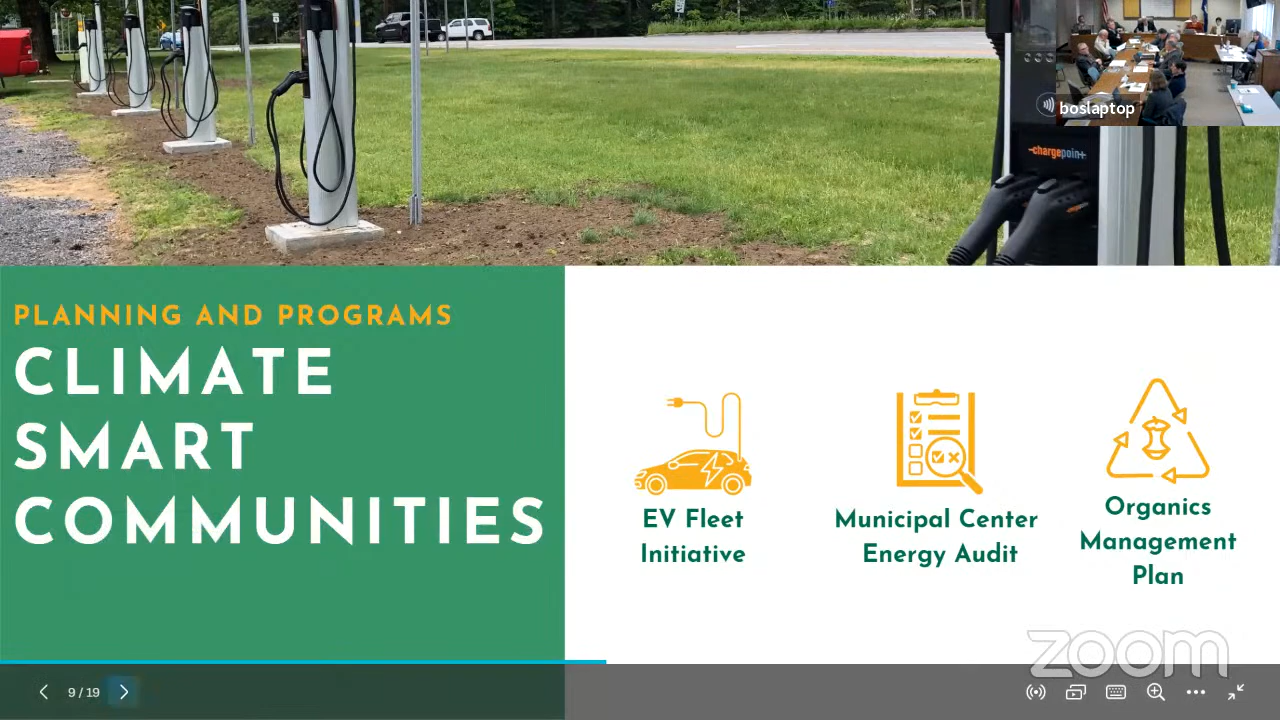 boslaptop
-chargepoin+
PLANNING AND PROGRAMS
CLIMATE
SMART
COMMUNITIES
EV Fleet
Initiative
Municipal Center
Energy Audit
Organics
Management
Plan
zoom
9 / 19